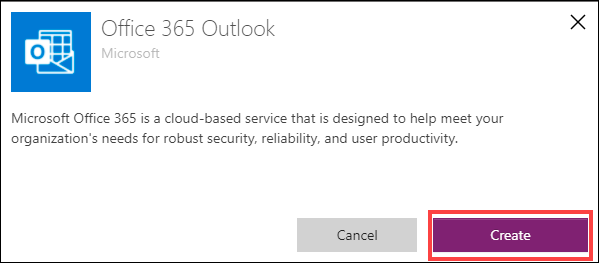 Office 365 Outlook
Microsoft
Microsoft Office 365 is a cloud-based service that is designed to help meet your
organization's needs for robust security, reliability, and user productivity.
Cancel
Create